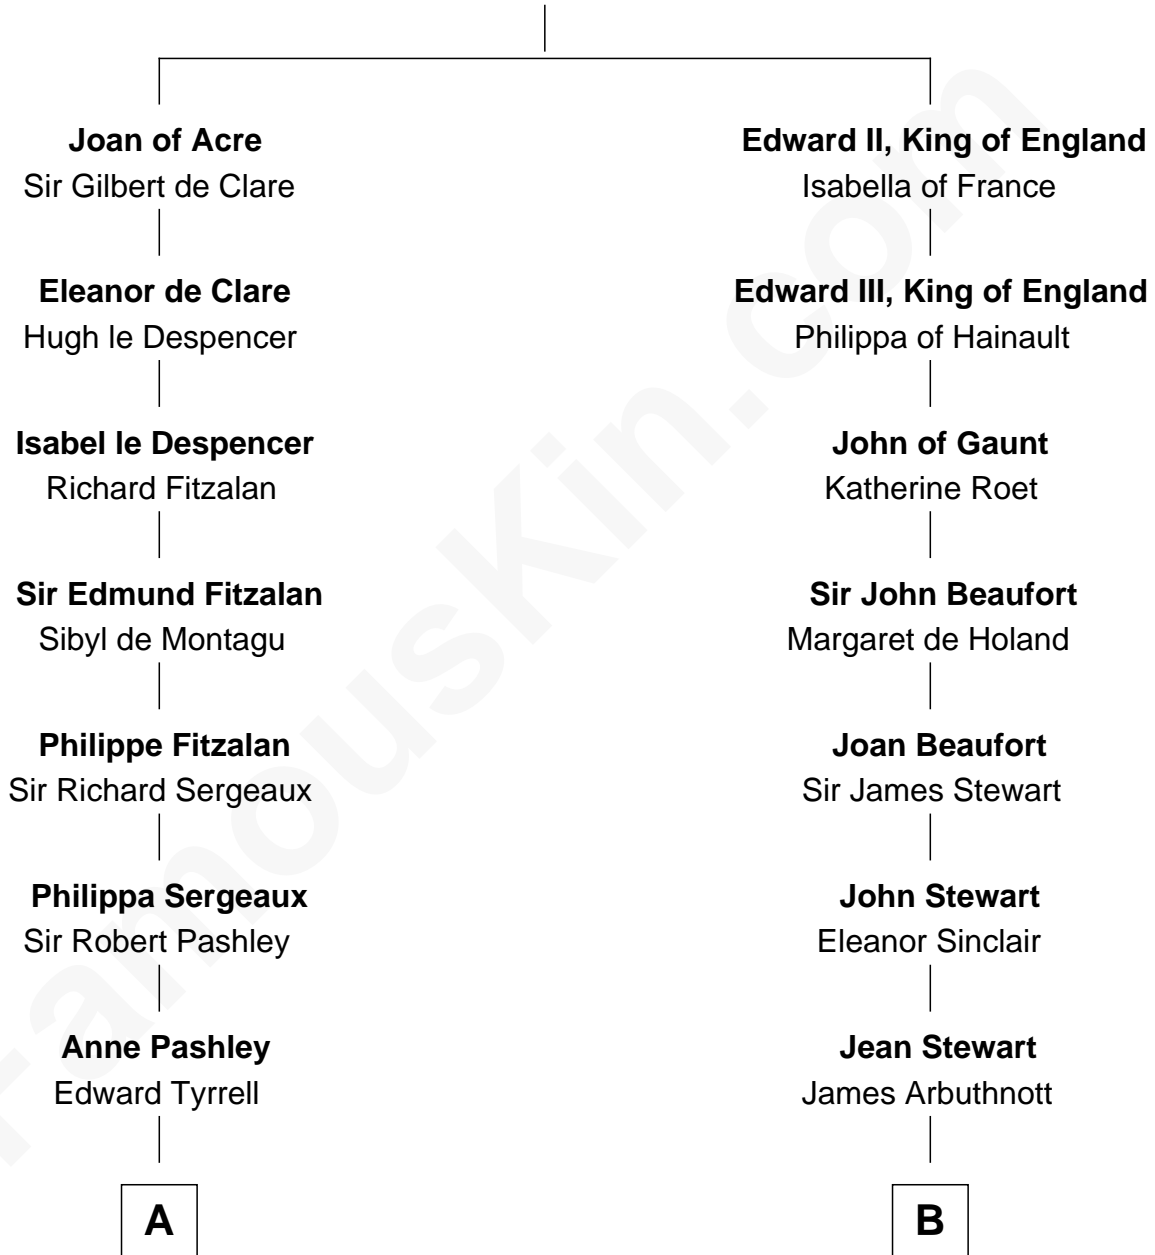 Joan of Acre
Sir Gilbert de Clare
Eleanor de Clare
Hugh le Despencer
Isabel le Despencer
Richard Fitzalan
Sir Edmund Fitzalan
Sibyl de Montagu
Philippe Fitzalan
Sir Richard Sergeaux
Philippa Sergeaux
Sir Robert Pashley
Anne Pashley
Edward Tyrrell
A
Edward II, King of England
Isabella of France
Edward III, King of England
Philippa of Hainault
John of Gaunt
Katherine Roet
Sir John Beaufort
Margaret de Holand
Joan Beaufort
Sir James Stewart
John Stewart
Eleanor Sinclair
Jean Stewart
James Arbuthnott
B
FamousKin.com